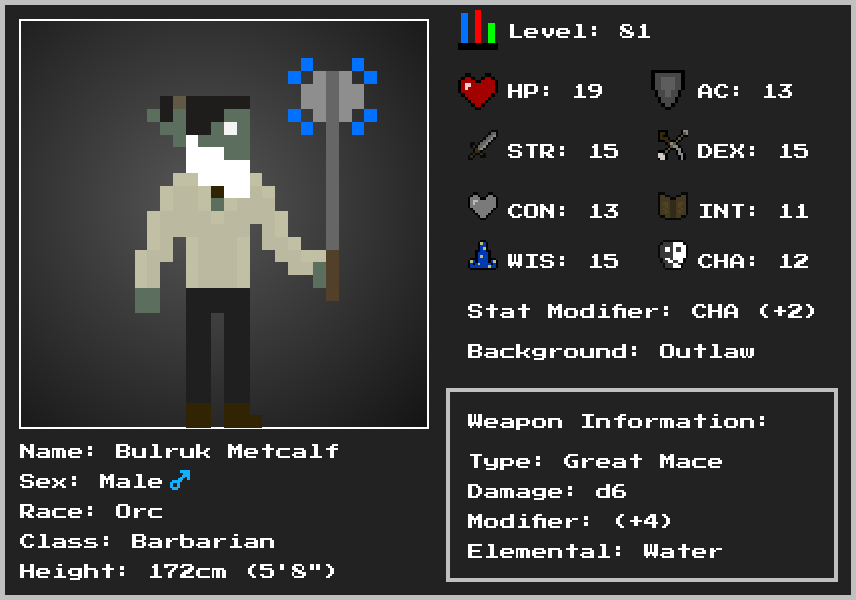 Level: 81
HP: 19 AC: 13
STR: 15 DEX: 15
CON: 13 INT: 11
WIS: 15 CHA: 12
Stat Modifier: CHA (+2)
Background: Outlaw
Weapon Information:
Type: Great Mace
Damage: d6
Modifier: (+4)
Elemental: Water
Name: Bulruk Metcalf
Sex: Male♂
Race: Orc
Class: Barbarian
Height: 172cm (5'8")